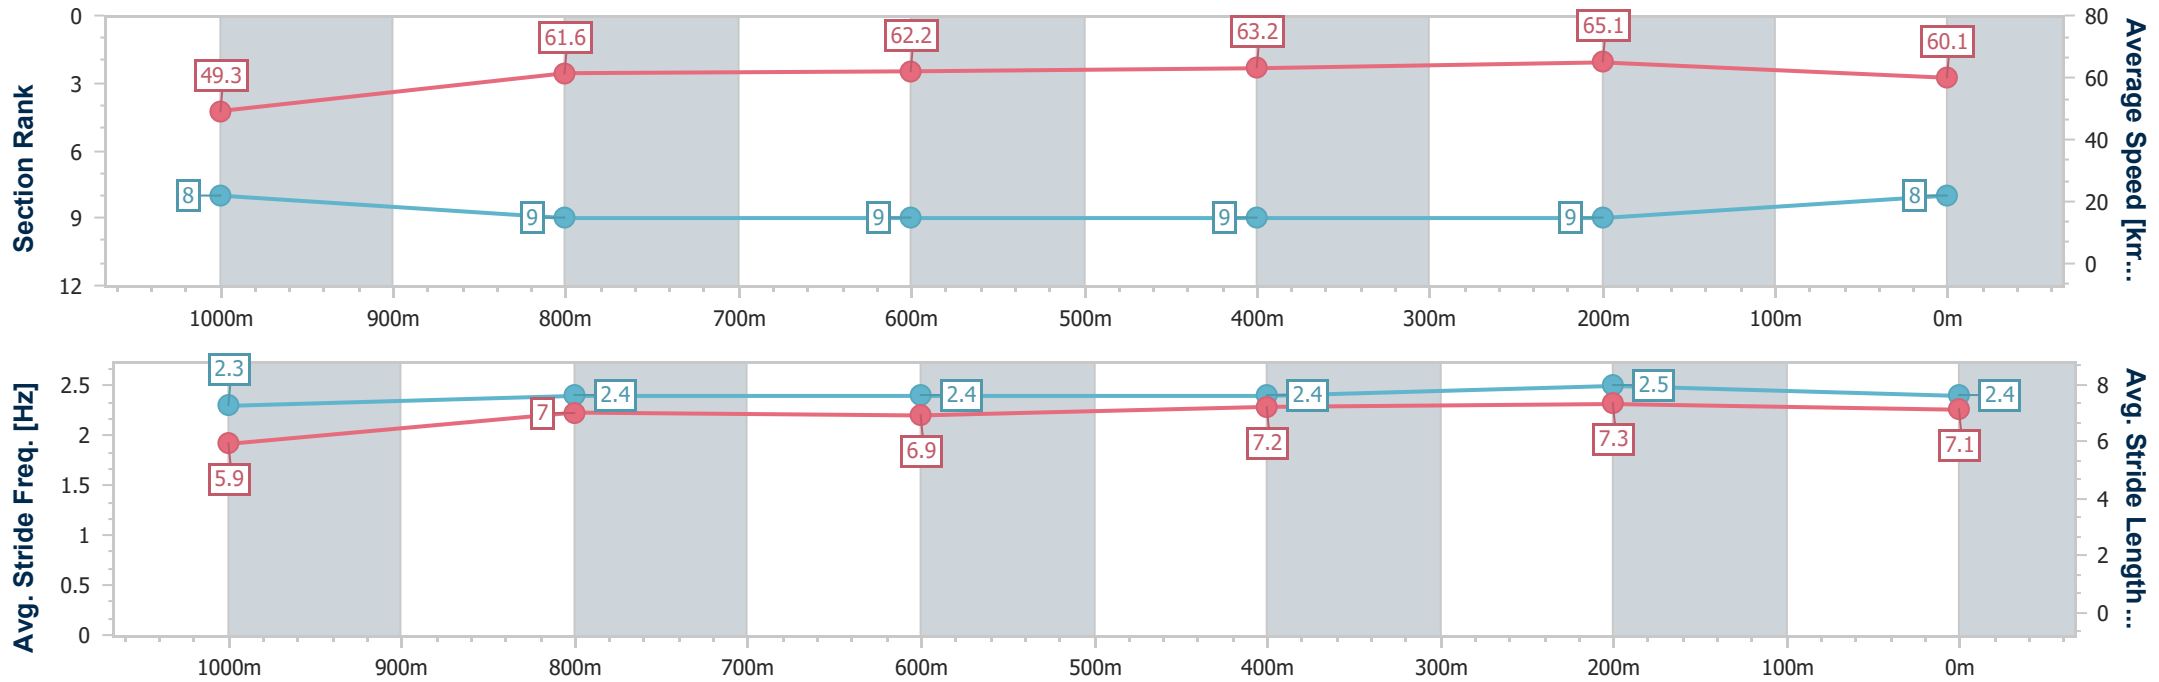 Section Rank
0
3
6
9
12
49.3
61.6
62.2
63.2
65.1
60.1
8
9
9
9
9
8
80
60
40
20
0
Average Speed [km...
1000m
900m
800m
700m
600m
500m
400m
300m
200m
100m
0m
Avg. Stride Freq. [Hz]
2.5
2
1.5
1
0.5
0
2.3
2.4
2.4
2.4
2.5
2.4
5.9
7
6.9
7.2
7.3
7.1
8
6
4
2
0
Avg. Stride Length ...
1000m
900m
800m
700m
600m
500m
400m
300m
200m
100m
0m